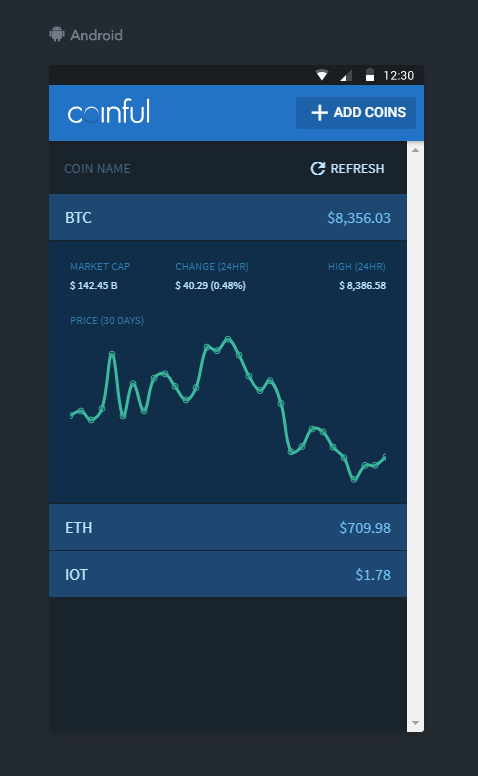 Android
12:30
coinful
ADD COINS
COIN NAME
REFRESH
BTC $8,356.03
MARKET CAP CHANGE (24HR) HIGH (24HR)
$ 142.45 B $ 40.29 (0.48%) $ 8,386.58
PRICE (30 DAYS)
ETH $709.98
IOT $1.78